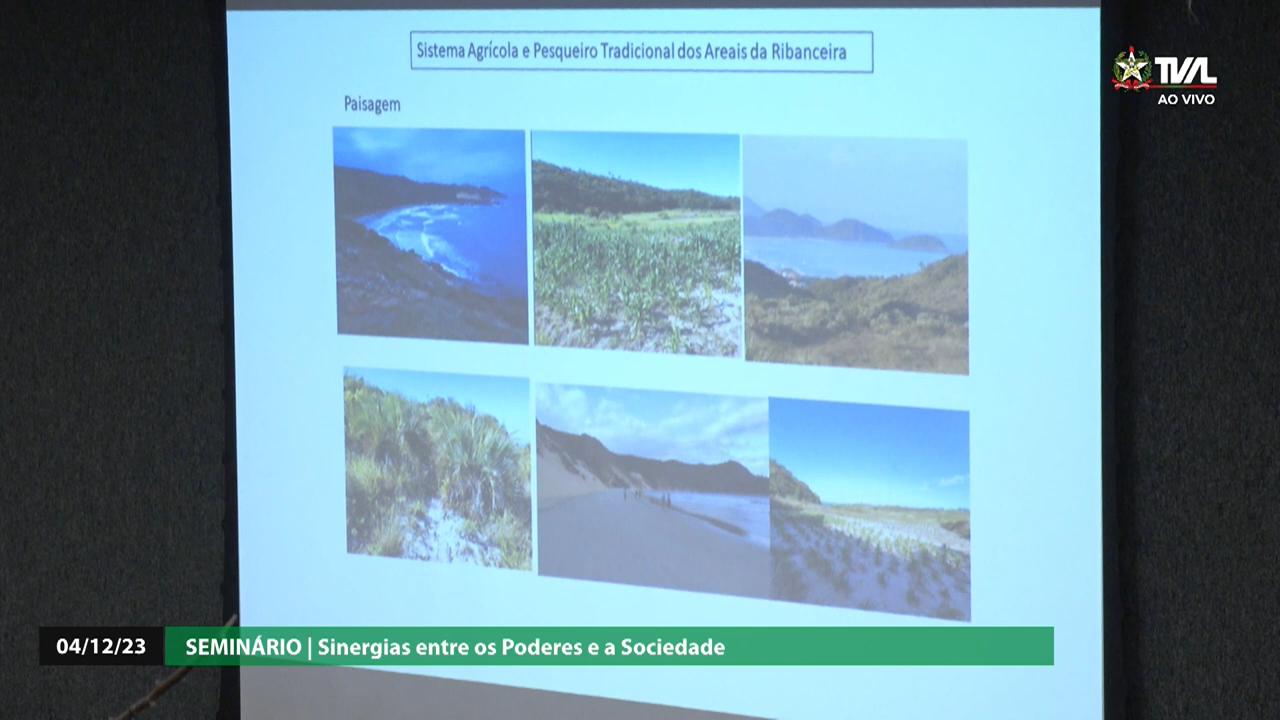 Sistema Agrícola e Pesqueiro Tradicional dos Areais da Ribanceira
Paisagem
TVAL
AO VIVO
04/12/23
SEMINÁRIO | Sinergias entre os Poderes e a Sociedade